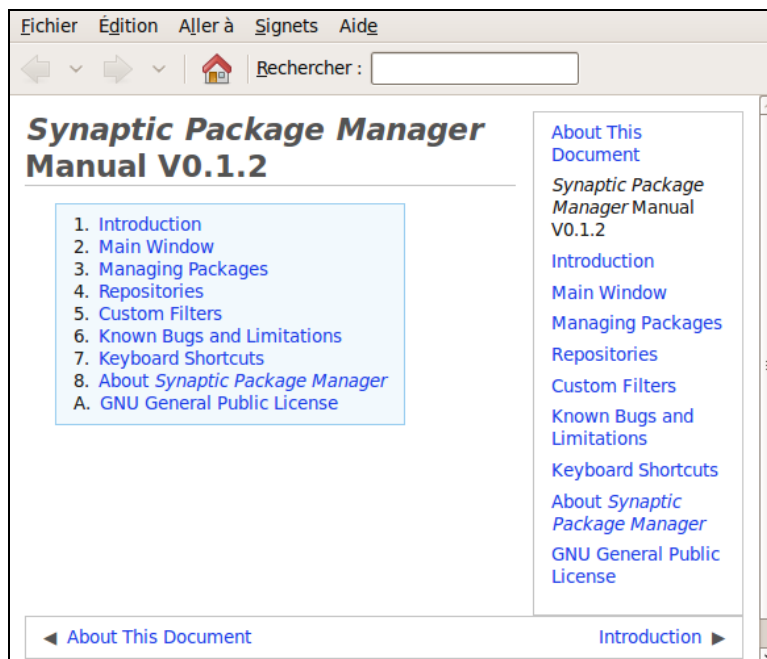 Fichier Édition Aller à Signets Aide
Rechercher :
Synaptic Package Manager
Manual V0.1.2
1. Introduction
2. Main Window
3. Managing Packages
4. Repositories
5. Custom Filters
6. Known Bugs and Limitations
7. Keyboard Shortcuts
8. About Synaptic Package Manager
A. GNU General Public License
About This
Document
Synaptic Package
Manager Manual
V0.1.2
Introduction
Main Window
Managing Packages
Repositories
Custom Filters
Known Bugs and
Limitations
Keyboard Shortcuts
About Synaptic
Package Manager
GNU General Public
License
◀ About This Document
Introduction ▶